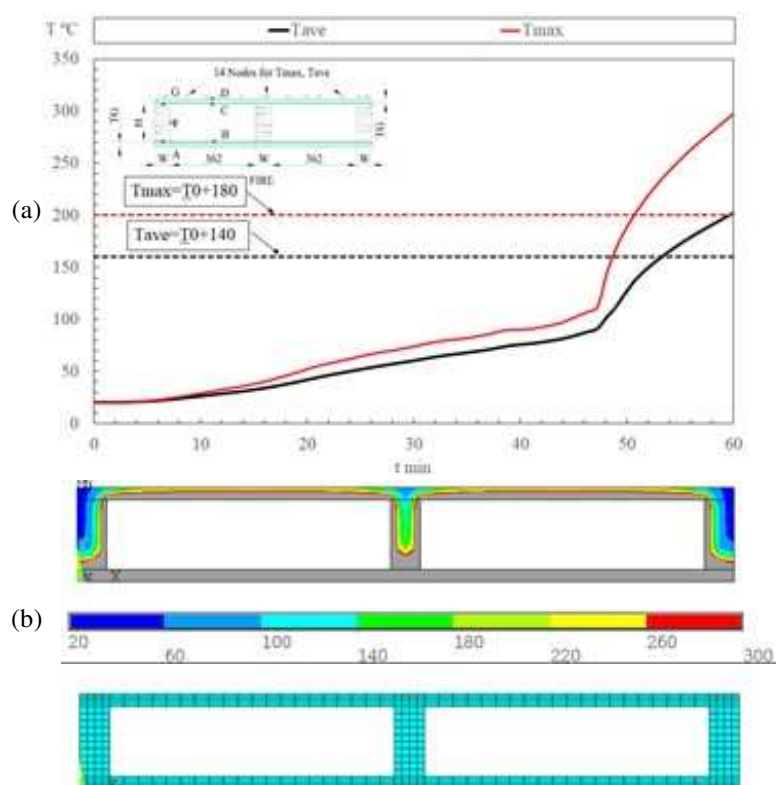 T °C
Tave
Tmax
350
300
250
200
150
100
50
0
14 Nodes for Tmax, Tave
G
D
C
H
B
A
W
362
W
362
W
FIRE
Tmax=T0+180
Tave=T0+140
(a)
0
10
20
30
40
50
60
t min
X
(b)
20
60
100
140
180
220
260
300